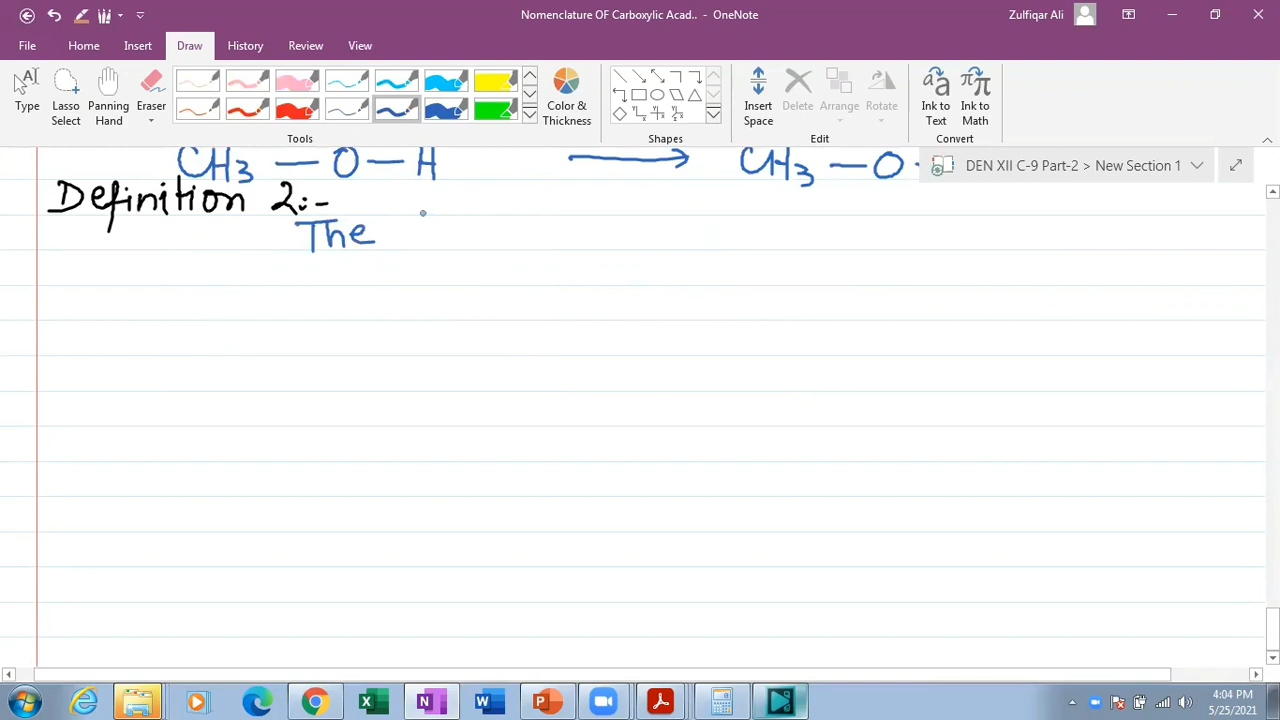 Nomenclature OF Carboxylic Acad.. - OneNote
Zulfiqar Ali
File Home Insert Draw History Review View
Type Lasso Select Panning Hand Eraser Color & Thickness Insert Space Delete Arrange Rotate Ink to Text Ink to Math
Tools Shapes Edit Convert
CH3 — O — H → CH3 — O -
DEN XII C-9 Part-2 > New Section 1
Definition 2:-
The
4:04 PM
5/25/2021